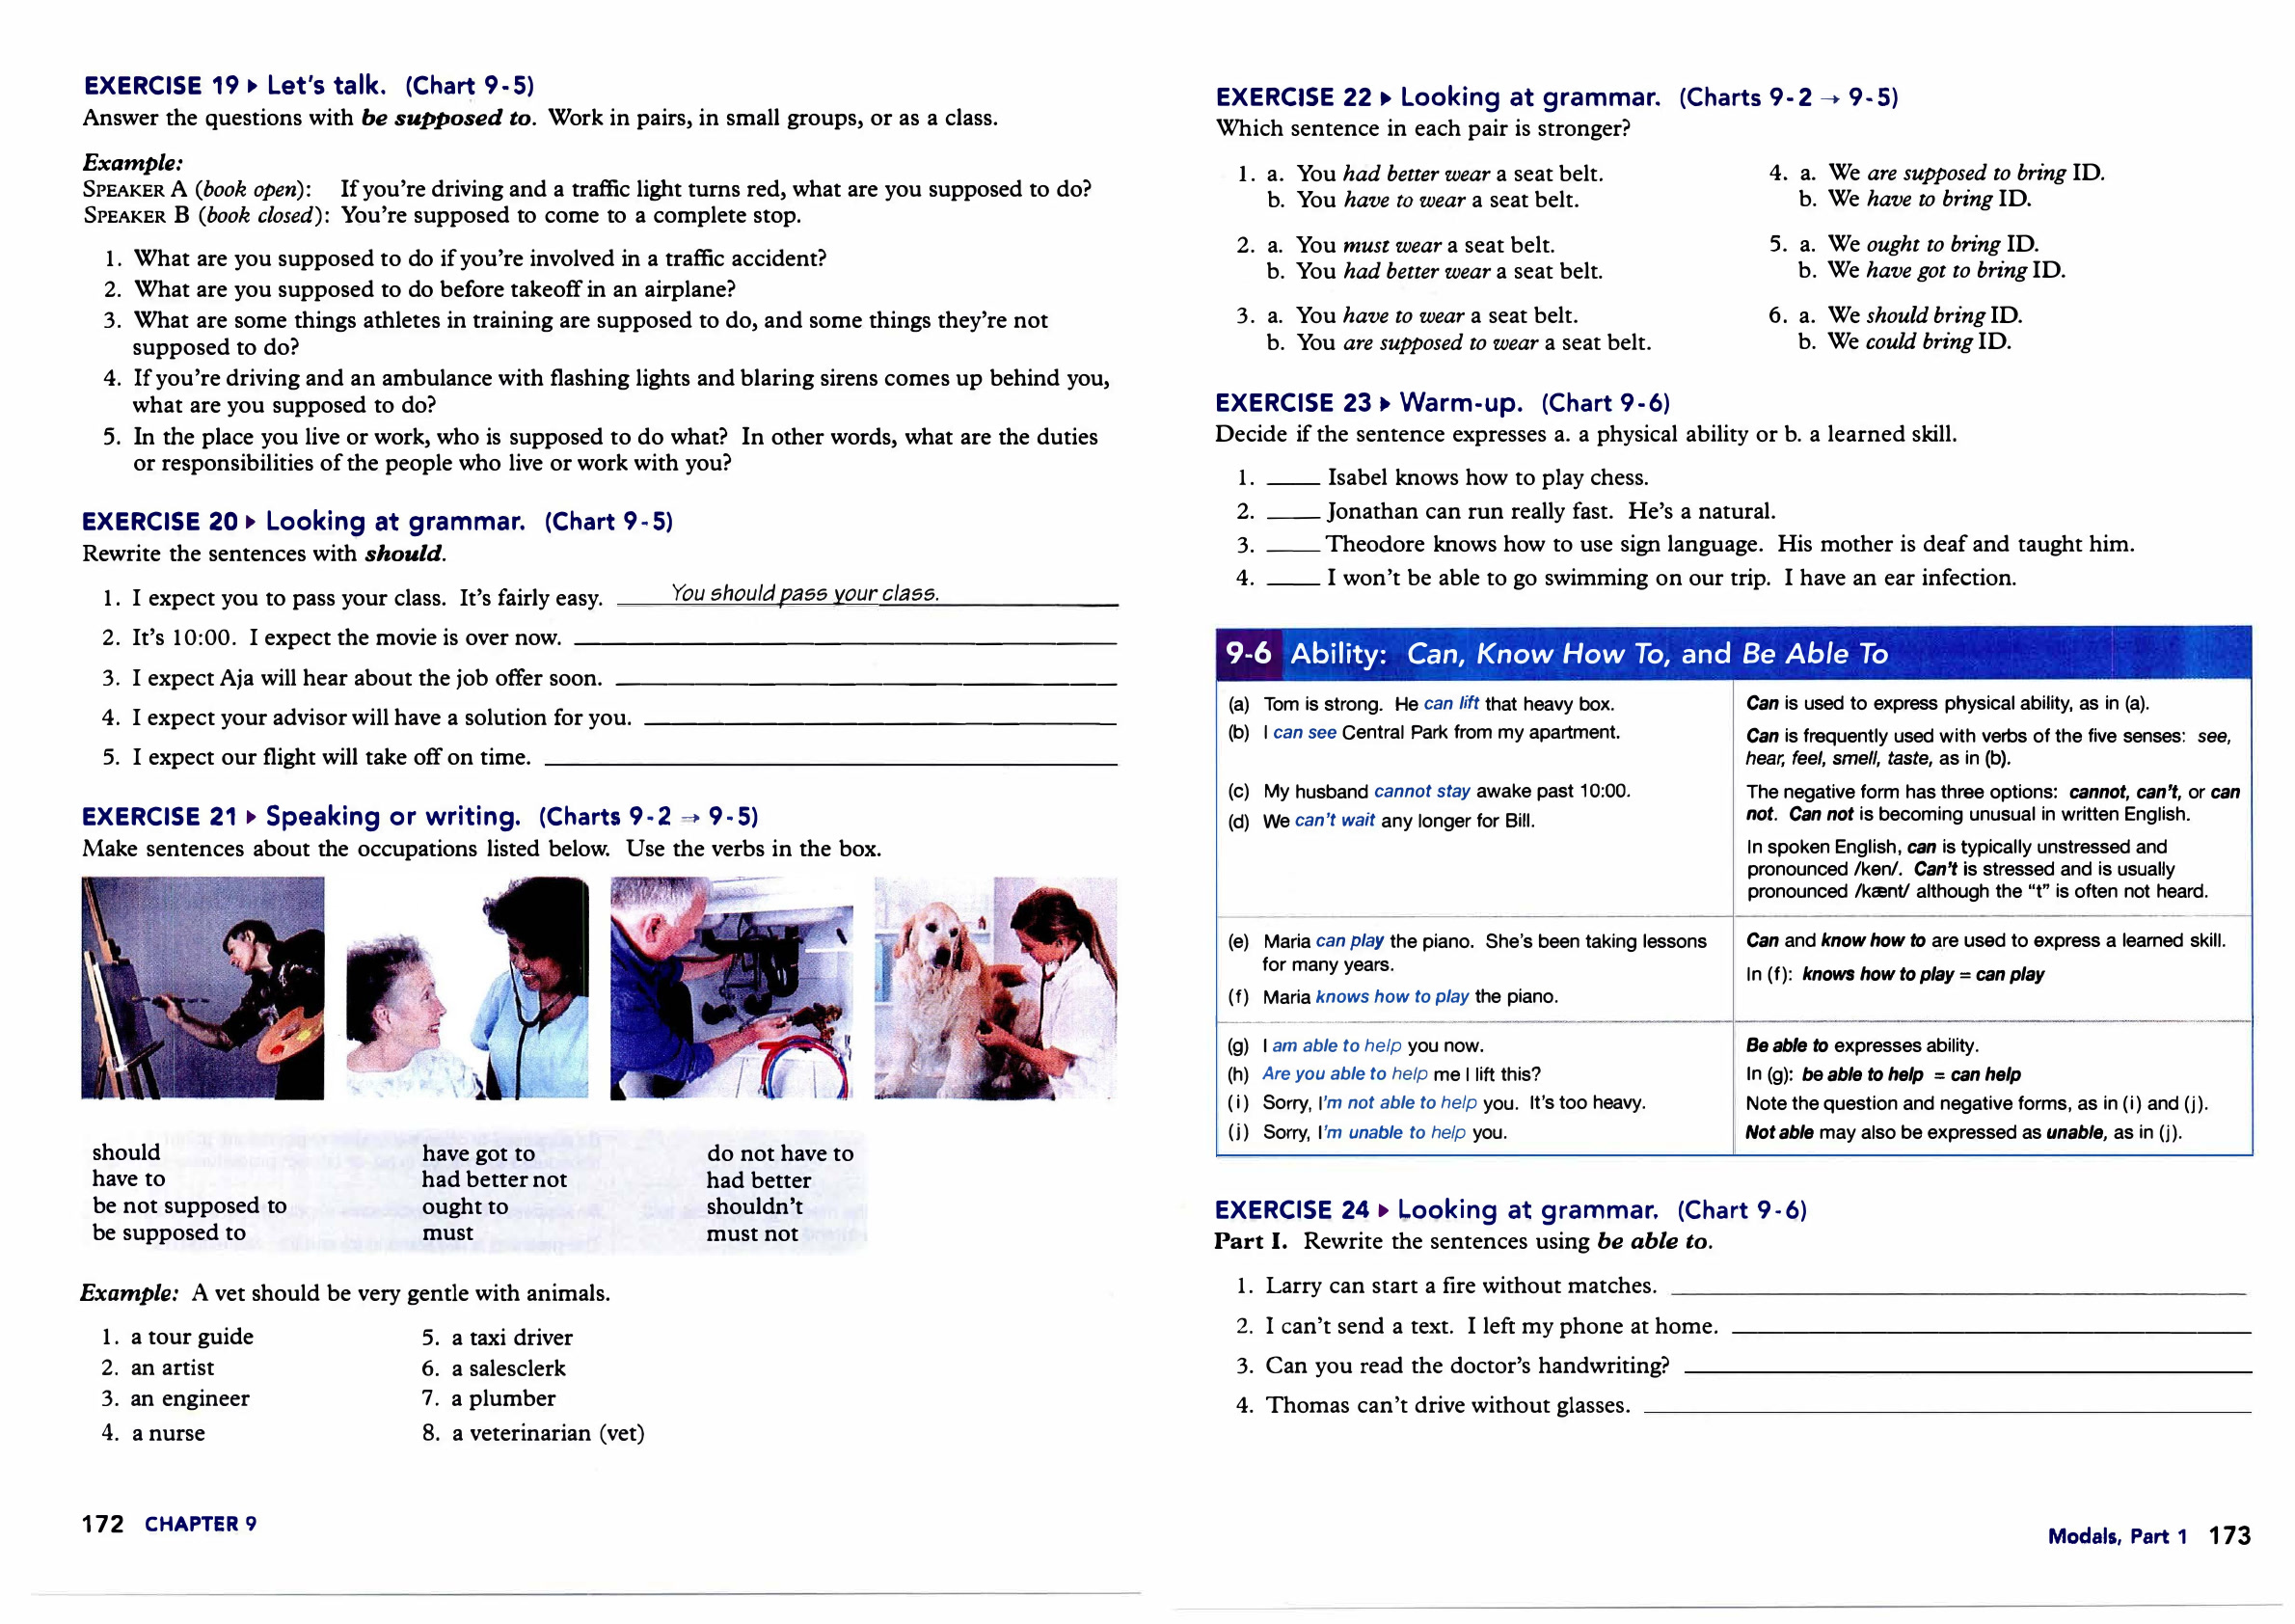 EXERCISE 19 ▸ Let's talk. (Chart 9-5)
Answer the questions with be supposed to. Work in pairs, in small groups, or as a class.
Example:
SPEAKER A (book open): If you're driving and a traffic light turns red, what are you supposed to do?
SPEAKER B (book closed): You're supposed to come to a complete stop.
1. What are you supposed to do if you're involved in a traffic accident?
2. What are you supposed to do before takeoff in an airplane?
3. What are some things athletes in training are supposed to do, and some things they're not
supposed to do?
4. If you're driving and an ambulance with flashing lights and blaring sirens comes up behind you,
what are you supposed to do?
5. In the place you live or work, who is supposed to do what? In other words, what are the duties
or responsibilities of the people who live or work with you?
EXERCISE 20 ▸ Looking at grammar. (Chart 9-5)
Rewrite the sentences with should.
1. I expect you to pass your class. It's fairly easy. You should pass your class.
2. It's 10:00. I expect the movie is over now.
3. I expect Aja will hear about the job offer soon.
4. I expect your advisor will have a solution for you.
5. I expect our flight will take off on time.
EXERCISE 21 ▸ Speaking or writing. (Charts 9-2 → 9-5)
Make sentences about the occupations listed below. Use the verbs in the box.
should have got to do not have to
have to had better not had better
be not supposed to ought to shouldn't
be supposed to must must not
Example: A vet should be very gentle with animals.
1. a tour guide 5. a taxi driver
2. an artist 6. a salesclerk
3. an engineer 7. a plumber
4. a nurse 8. a veterinarian (vet)
172 CHAPTER 9
EXERCISE 22 ▸ Looking at grammar. (Charts 9-2 → 9-5)
Which sentence in each pair is stronger?
1. a. You had better wear a seat belt.
b. You have to wear a seat belt.
2. a. You must wear a seat belt.
b. You had better wear a seat belt.
3. a. You have to wear a seat belt.
b. You are supposed to wear a seat belt.
4. a. We are supposed to bring ID.
b. We have to bring ID.
5. a. We ought to bring ID.
b. We have got to bring ID.
6. a. We should bring ID.
b. We could bring ID.
EXERCISE 23 ▸ Warm-up. (Chart 9-6)
Decide if the sentence expresses a. a physical ability or b. a learned skill.
1. ____ Isabel knows how to play chess.
2. ____ Jonathan can run really fast. He's a natural.
3. ____ Theodore knows how to use sign language. His mother is deaf and taught him.
4. ____ I won't be able to go swimming on our trip. I have an ear infection.
9-6 Ability: Can, Know How To, and Be Able To
(a) Tom is strong. He can lift that heavy box.
(b) I can see Central Park from my apartment.
(c) My husband cannot stay awake past 10:00.
(d) We can't wait any longer for Bill.
Can is used to express physical ability, as in (a).
Can is frequently used with verbs of the five senses: see,
hear, feel, smell, taste, as in (b).
The negative form has three options: cannot, can't, or can
not. Can not is becoming unusual in written English.
In spoken English, can is typically unstressed and
pronounced /kən/. Can't is stressed and is usually
pronounced /kænt/ although the "t" is often not heard.
(e) Maria can play the piano. She's been taking lessons
for many years.
(f) Maria knows how to play the piano.
Can and know how to are used to express a learned skill.
In (f): knows how to play = can play
(g) I am able to help you now.
(h) Are you able to help me I lift this?
(i) Sorry, I'm not able to help you. It's too heavy.
(j) Sorry, I'm unable to help you.
Be able to expresses ability.
In (g): be able to help = can help
Note the question and negative forms, as in (i) and (j).
Not able may also be expressed as unable, as in (j).
EXERCISE 24 ▸ Looking at grammar. (Chart 9-6)
Part I. Rewrite the sentences using be able to.
1. Larry can start a fire without matches.
2. I can't send a text. I left my phone at home.
3. Can you read the doctor's handwriting?
4. Thomas can't drive without glasses.
Modals, Part 1 173